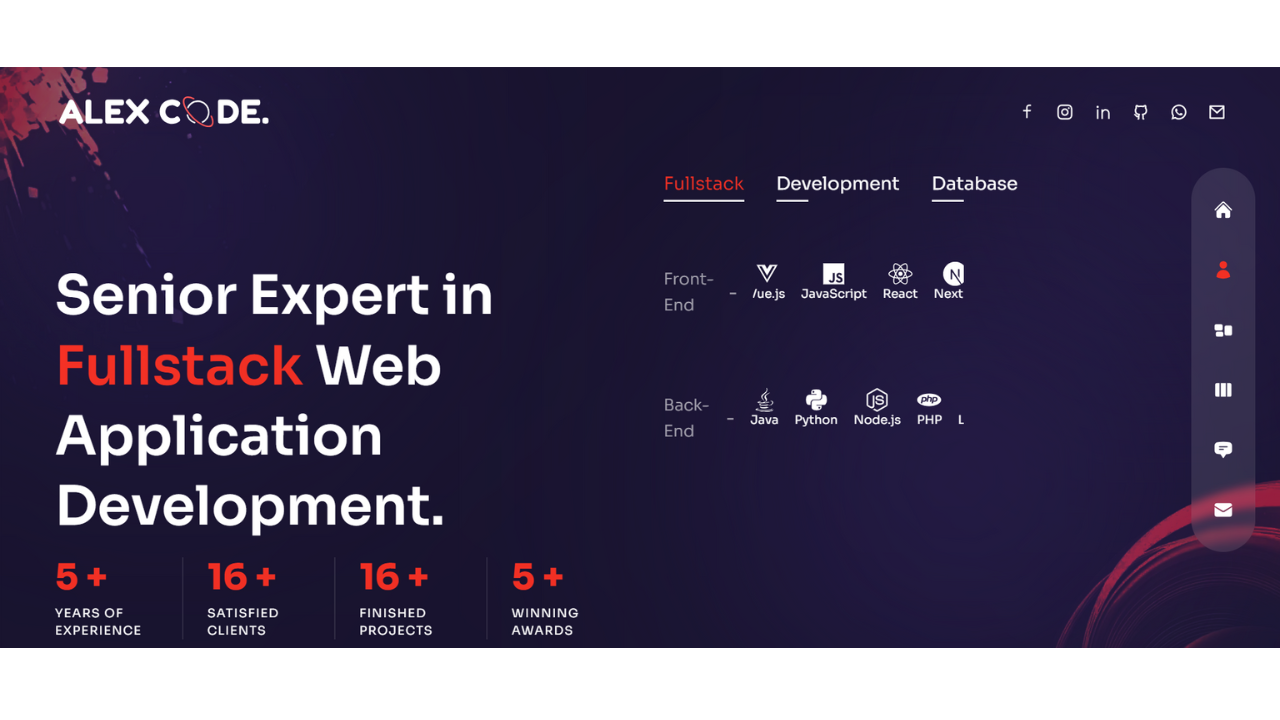 ALEX CODE.
Fullstack Development Database
Senior Expert in
Fullstack Web
Application
Development.
Front-
End
-
/ue.js JavaScript React Next
Back-
End
-
Java Python Node.js PHP L
5 + 16 + 16 + 5 +
YEARS OF SATISFIED FINISHED WINNING
EXPERIENCE CLIENTS PROJECTS AWARDS